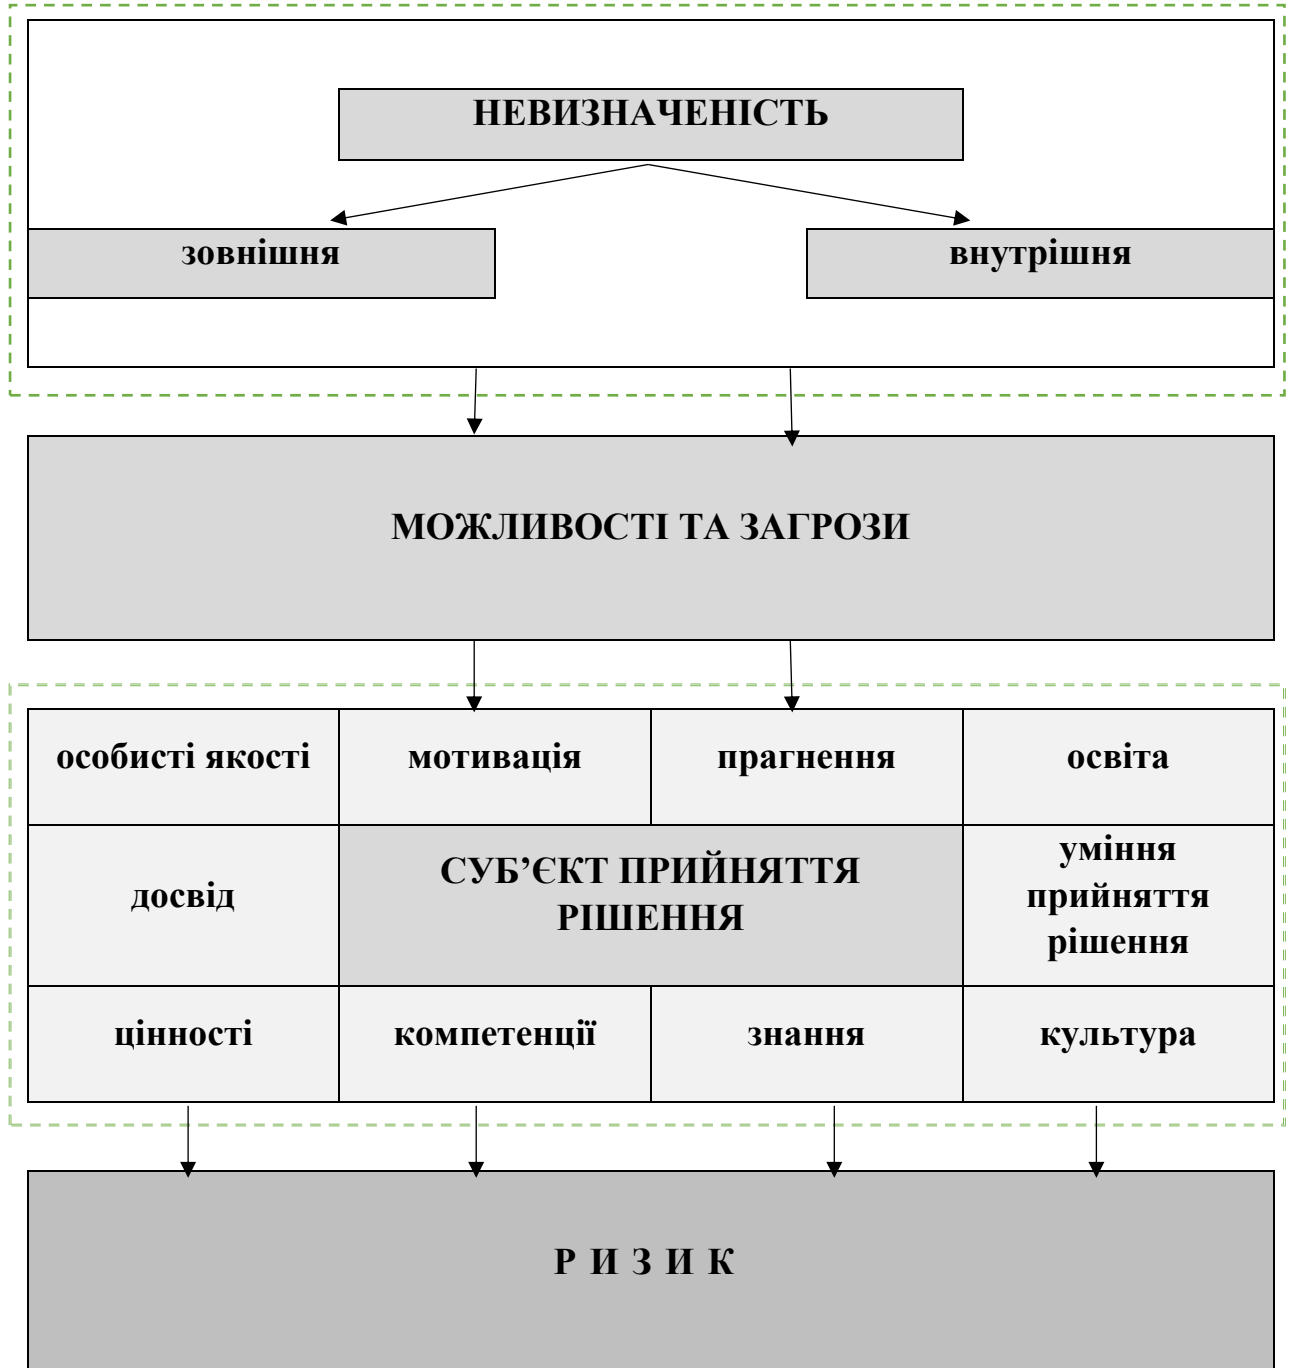 НЕВИЗНАЧЕНІСТЬ
зовнішня
внутрішня
МОЖЛИВОСТІ ТА ЗАГРОЗИ
особисті якості
мотивація
прагнення
освіта
досвід
СУБ’ЄКТ ПРИЙНЯТТЯ
РІШЕННЯ
уміння
прийняття
рішення
цінності
компетенції
знання
культура
Р И З И К